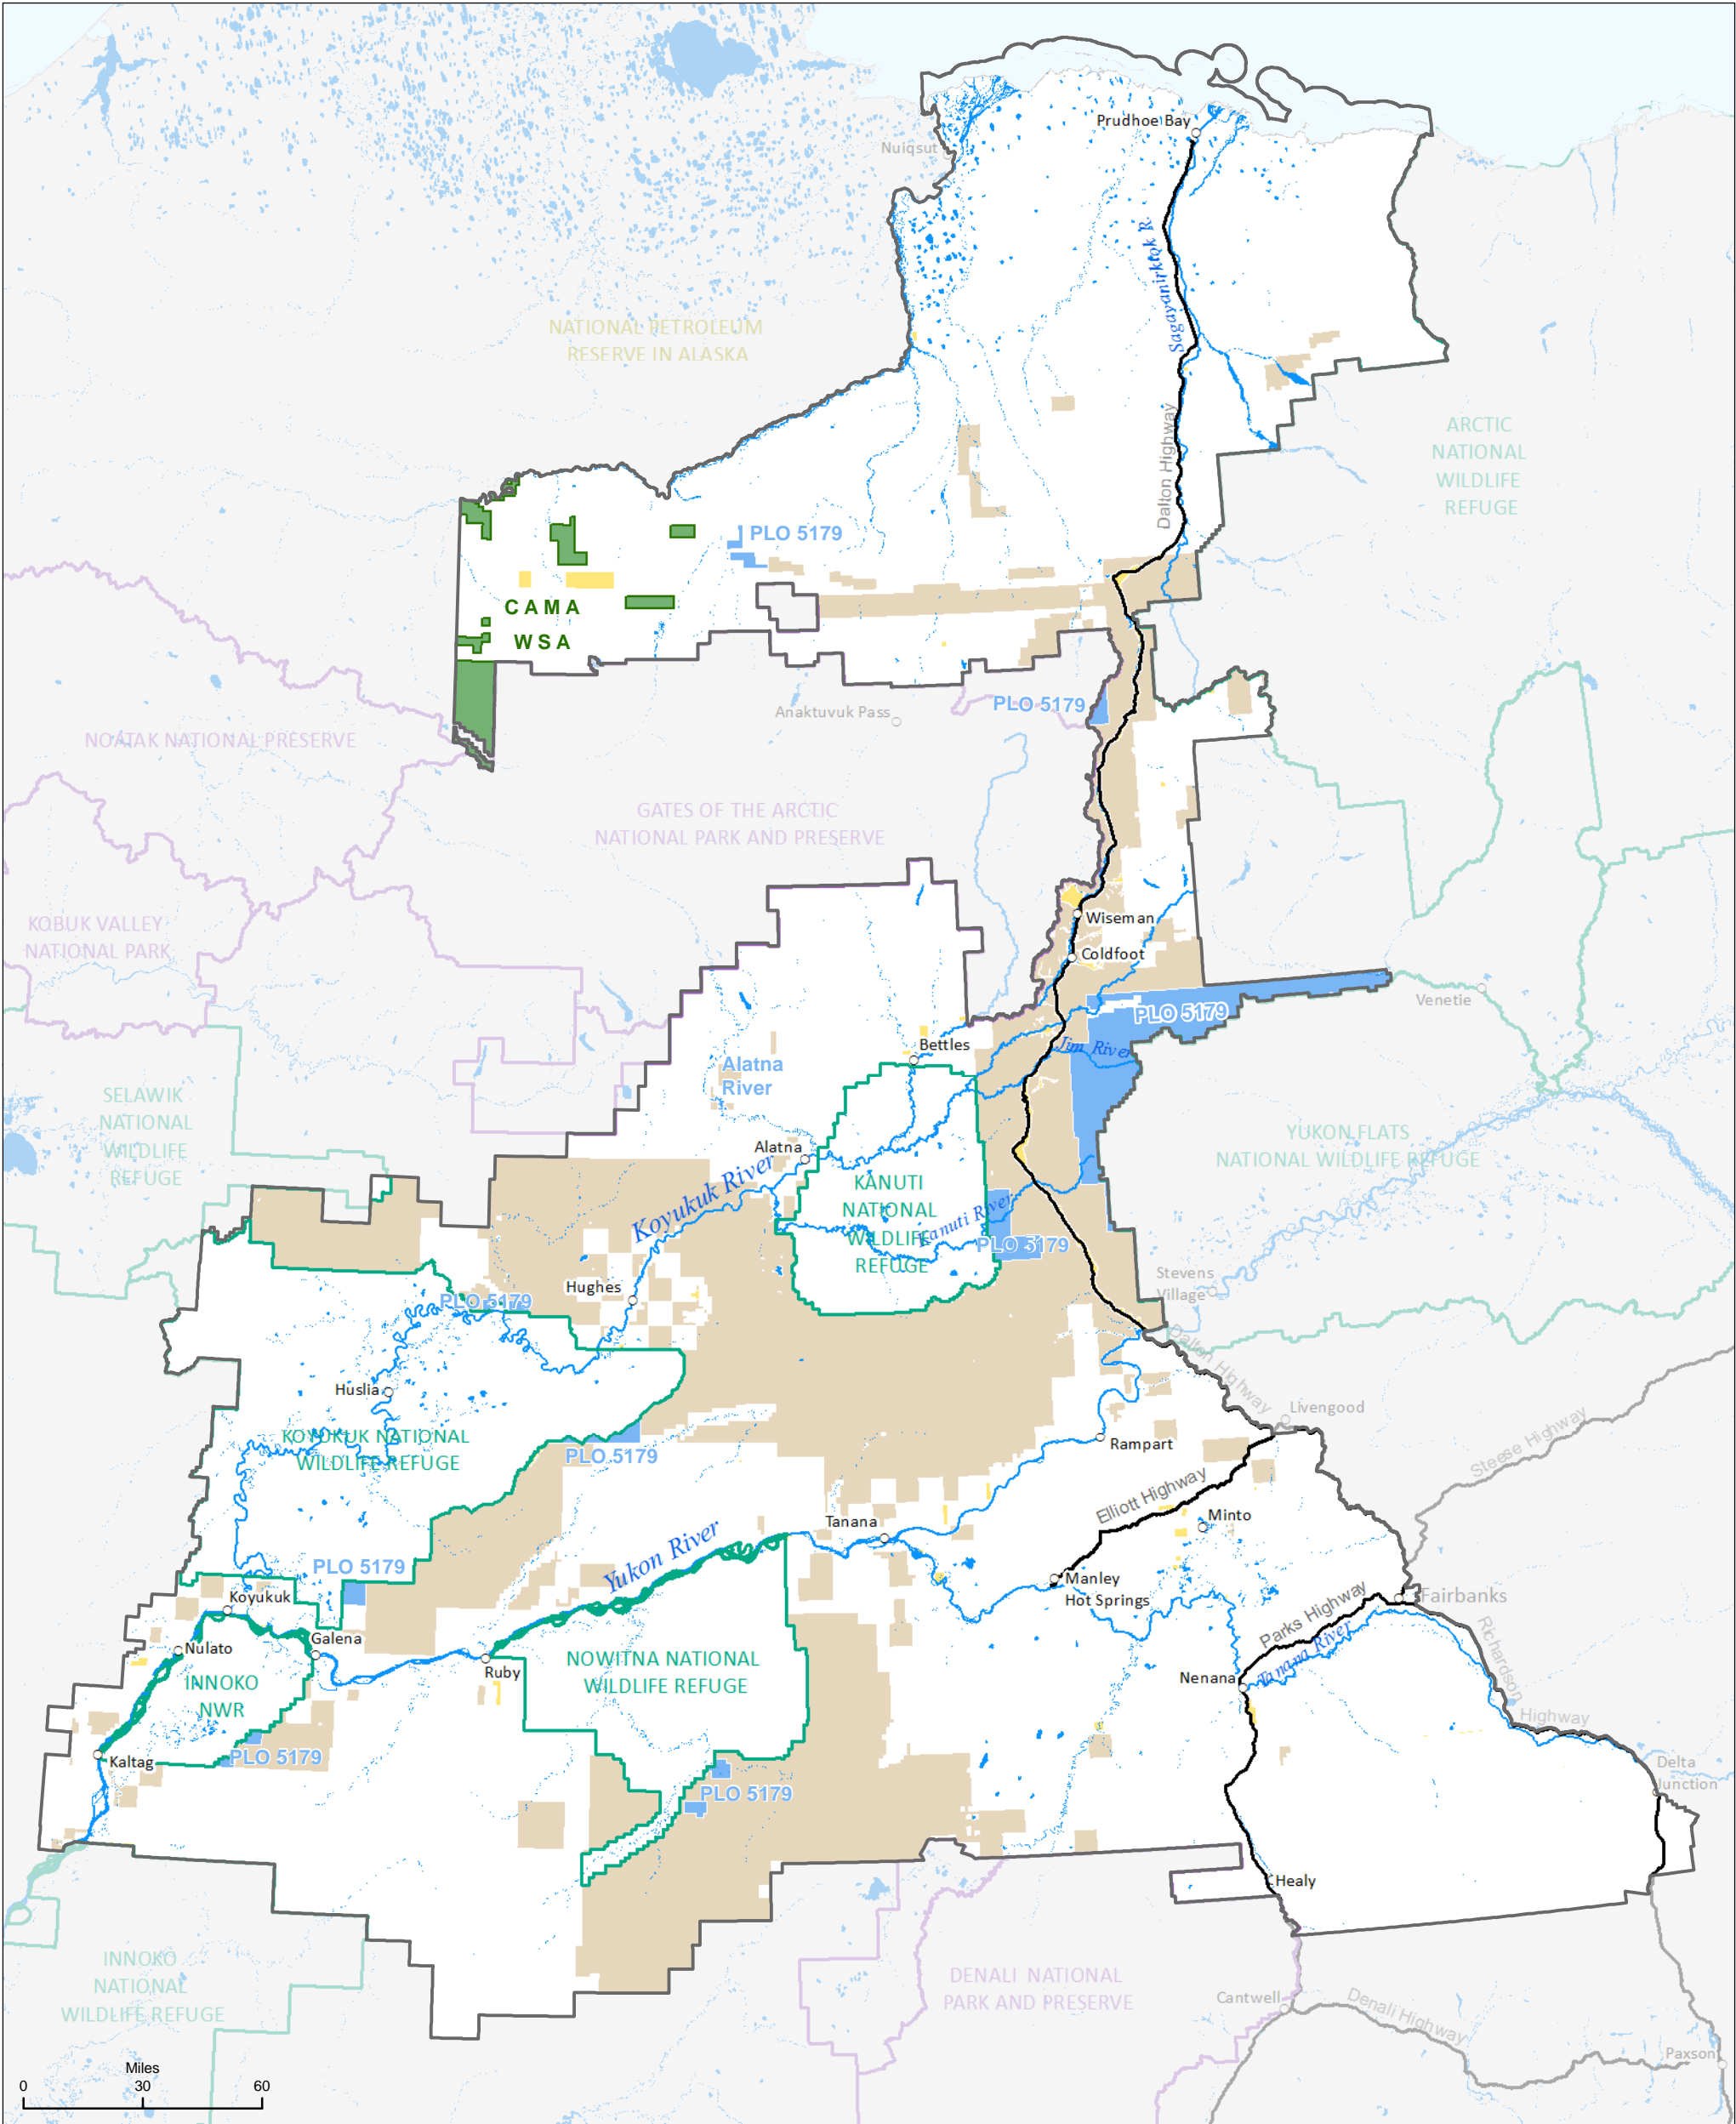 Prudhoe Bay
Nuiqsut
Sagavanirktok R.
NATIONAL PETROLEUM
RESERVE IN ALASKA
Dalton Highway
ARCTIC
NATIONAL
WILDLIFE
REFUGE
PLO 5179
CAMA
WSA
PLO 5179
Anaktuvuk Pass
NOATAK NATIONAL PRESERVE
GATES OF THE ARCTIC
NATIONAL PARK AND PRESERVE
KOBUK VALLEY
NATIONAL PARK
Wiseman
Coldfoot
Venetie
PLO 5179
Bettles
Jim River
Alatna
River
SELAWIK
NATIONAL
WILDLIFE
REFUGE
YUKON FLATS
NATIONAL WILDLIFE REFUGE
Alatna
Koyukuk River
KANUTI
NATIONAL
WILDLIFE
REFUGE
Kanuti River
PLO 5179
Stevens
Village
Hughes
PLO 5179
Dalton Highway
Huslia
Livengood
KOYUKUK NATIONAL
WILDLIFE REFUGE
PLO 5179
Rampart
Steese Highway
Elliott Highway
Minto
Tanana
Yukon River
PLO 5179
Manley
Hot Springs
Koyukuk
Parks Highway
Fairbanks
Nulato
Galena
Tanana River
Richardson
Highway
Ruby
NOWITNA NATIONAL
WILDLIFE REFUGE
Nenana
INNOKO
NWR
PLO 5179
Kaltag
PLO 5179
Delta
Junction
Healy
INNOKO
NATIONAL
WILDLIFE REFUGE
DENALI NATIONAL
PARK AND PRESERVE
Cantwell
Denali Highway
Paxson
Miles
0 30 60